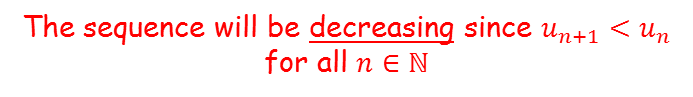 The sequence will be decreasing since uₙ₊₁ < uₙ
for all n ∈ ℕ